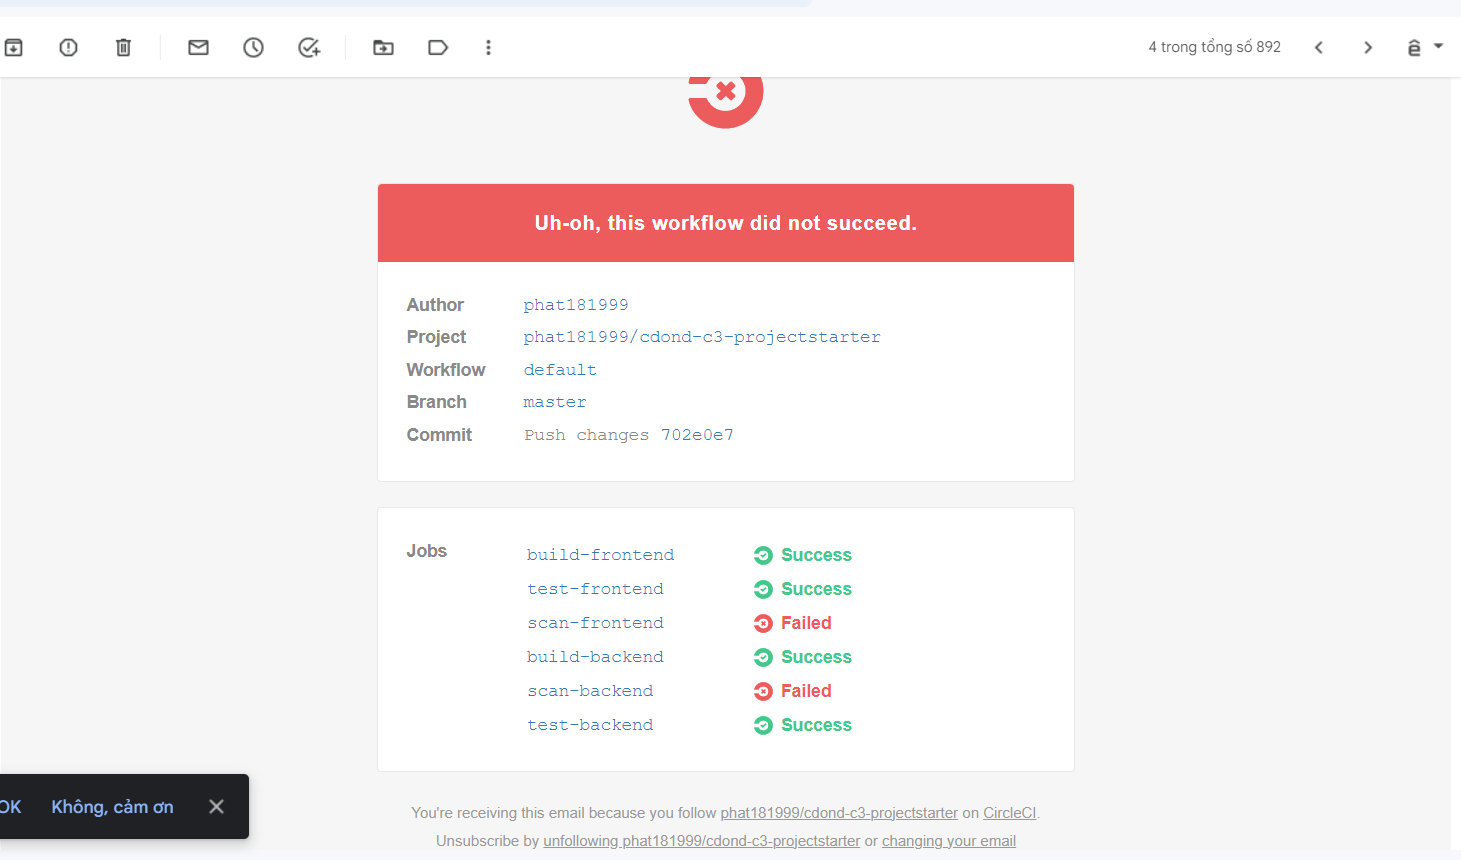 4 trong tổng số 892
Uh-oh, this workflow did not succeed.
Author phat181999
Project phat181999/cdond-c3-projectstarter
Workflow default
Branch master
Commit Push changes 702e0e7
Jobs build-frontend Success
test-frontend Success
scan-frontend Failed
build-backend Success
scan-backend Failed
test-backend Success
OK Không, cảm ơn
You're receiving this email because you follow phat181999/cdond-c3-projectstarter on CircleCI.
Unsubscribe by unfollowing phat181999/cdond-c3-projectstarter or changing your email